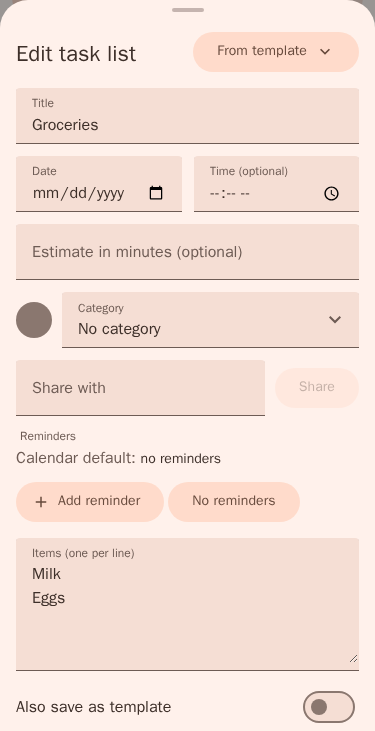 Edit task list
From template
Title
Groceries
Date
mm/dd/yyyy
Time (optional)
--:-- --
Estimate in minutes (optional)
Category
No category
Share with
Share
Reminders
Calendar default: no reminders
+ Add reminder
No reminders
Items (one per line)
Milk
Eggs
Also save as template